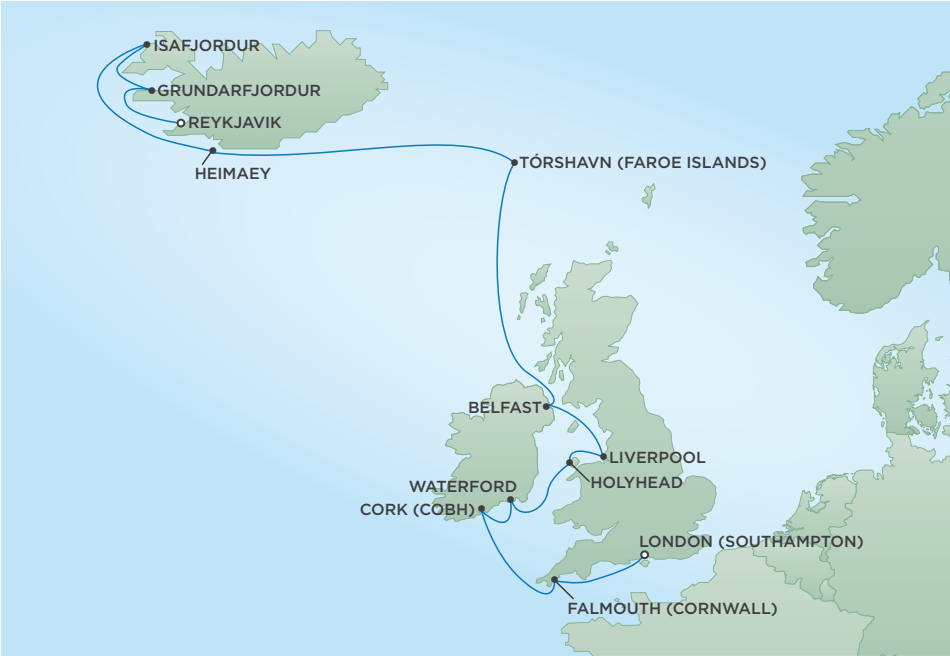 ISAFJORDUR
GRUNDARFJORDUR
REYKJAVIK
HEIMAEY
TÓRSHAVN (FAROE ISLANDS)
BELFAST
LIVERPOOL
HOLYHEAD
WATERFORD
CORK (COBH)
LONDON (SOUTHAMPTON)
FALMOUTH (CORNWALL)